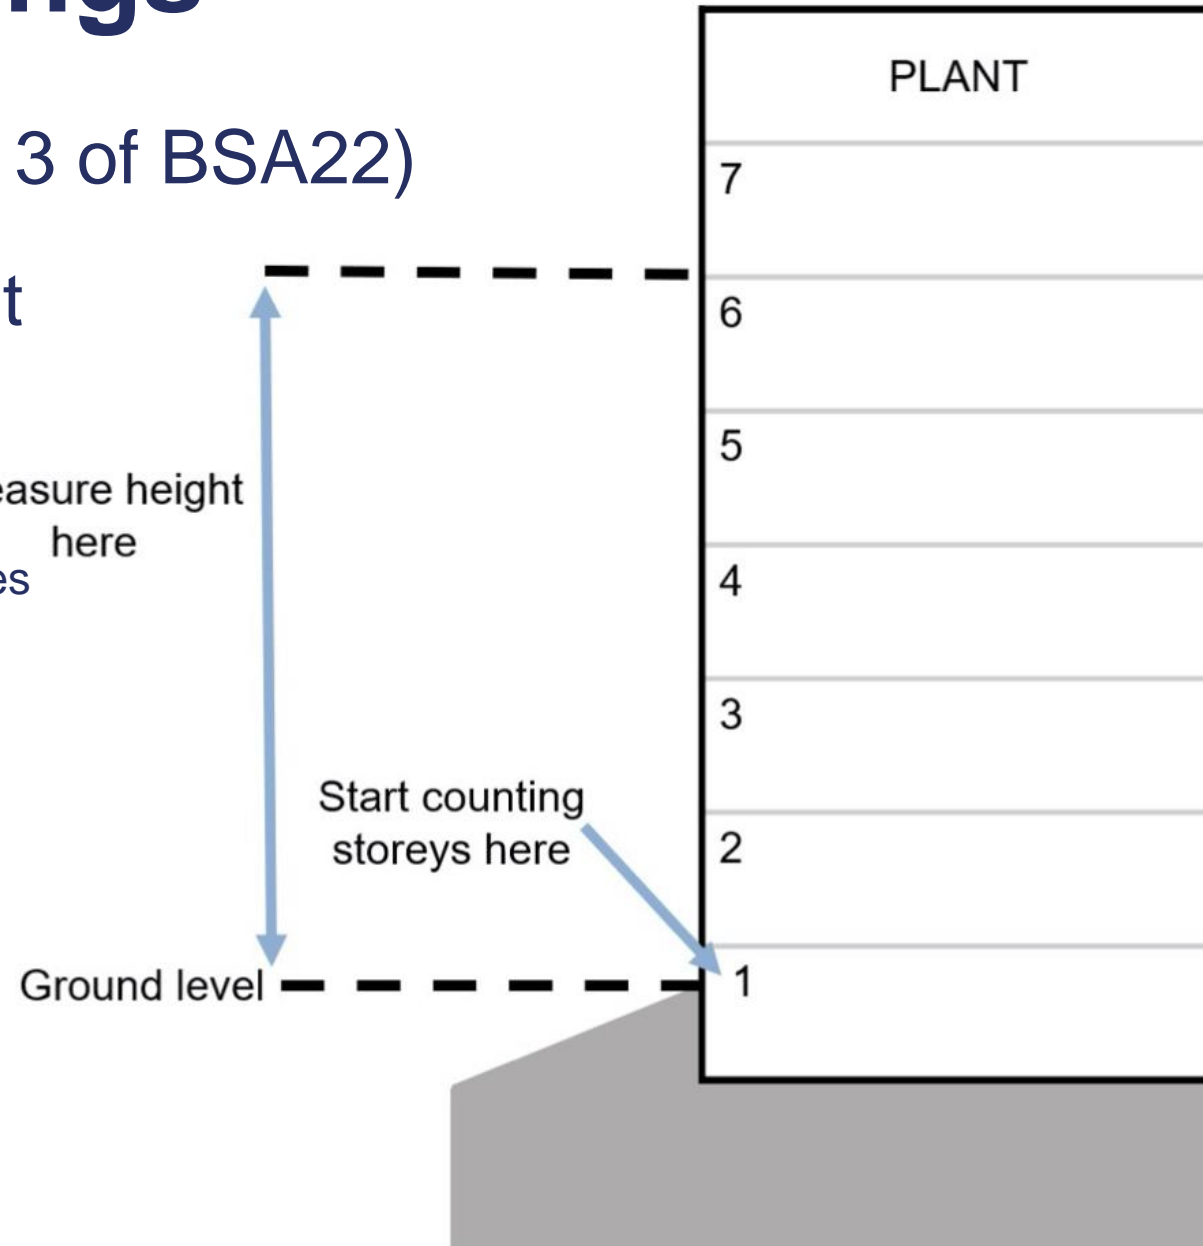 3 of BSA22)
t
easure height
here
es
Start counting
storeys here
Ground level
PLANT
7
6
5
4
3
2
1